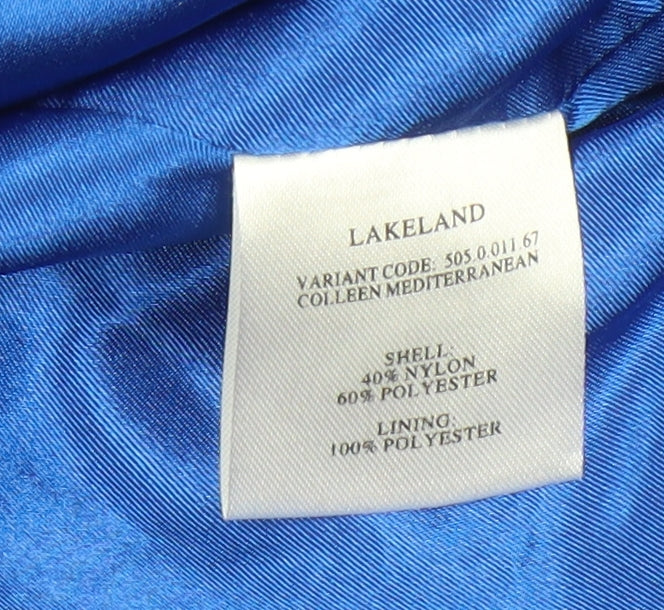 LAKELAND
VARIANT CODE: 505.0.011.67
COLLEEN MEDITERRANEAN
SHELL:
40% NYLON
60% POLYESTER
LINING:
100% POLYESTER